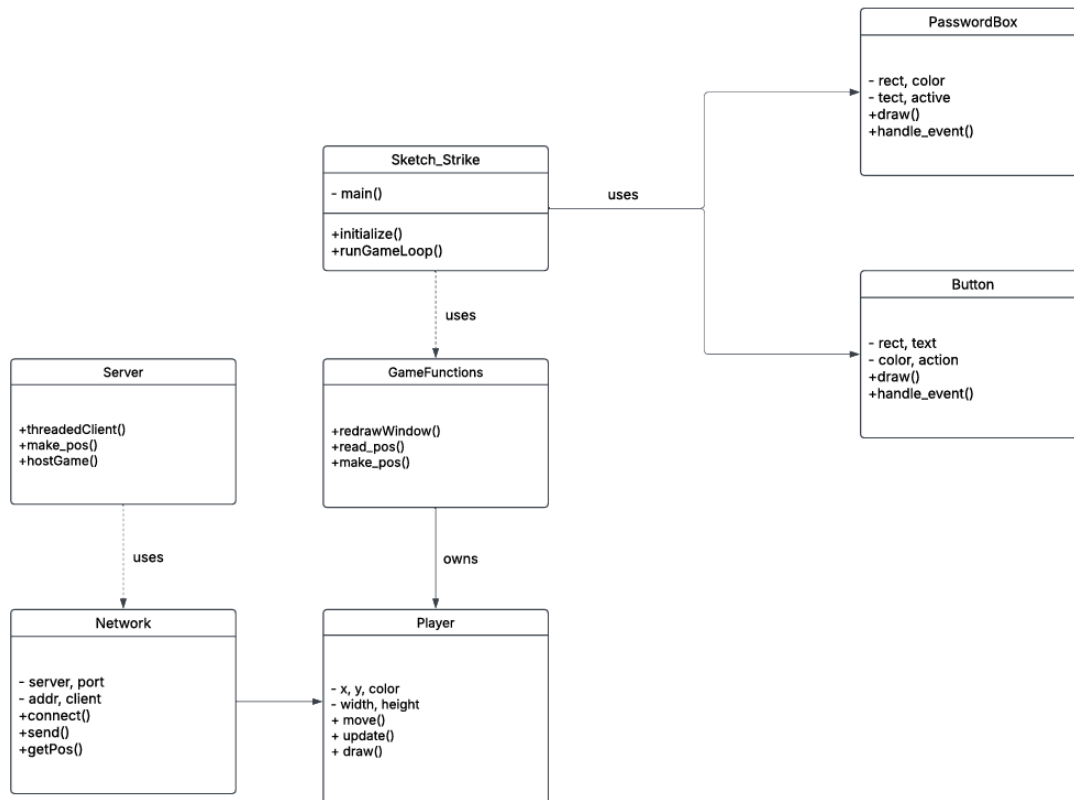 PasswordBox
- rect, color
- tect, active
+draw()
+handle_event()
Sketch_Strike
- main()
+initialize()
+runGameLoop()
uses
Button
- rect, text
- color, action
+draw()
+handle_event()
uses
Server
+threadedClient()
+make_pos()
+hostGame()
GameFunctions
+redrawWindow()
+read_pos()
+make_pos()
uses
owns
Network
- server, port
- addr, client
+connect()
+send()
+getPos()
Player
- x, y, color
- width, height
+ move()
+ update()
+ draw()